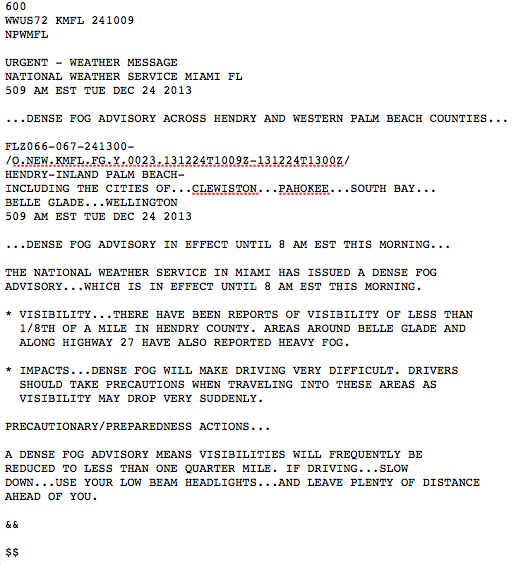 600
WWUS72 KMFL 241009
NPWMFL
URGENT - WEATHER MESSAGE
NATIONAL WEATHER SERVICE MIAMI FL
509 AM EST TUE DEC 24 2013
...DENSE FOG ADVISORY ACROSS HENDRY AND WESTERN PALM BEACH COUNTIES...
FLZ066-067-241300-
/O.NEW.KMFL.FG.Y.0023.131224T1009Z-131224T1300Z/
HENDRY-INLAND PALM BEACH-
INCLUDING THE CITIES OF...CLEWISTON...PAHOKEE...SOUTH BAY...
BELLE GLADE...WELLINGTON
509 AM EST TUE DEC 24 2013
...DENSE FOG ADVISORY IN EFFECT UNTIL 8 AM EST THIS MORNING...
THE NATIONAL WEATHER SERVICE IN MIAMI HAS ISSUED A DENSE FOG
ADVISORY...WHICH IS IN EFFECT UNTIL 8 AM EST THIS MORNING.
* VISIBILITY...THERE HAVE BEEN REPORTS OF VISIBILITY OF LESS THAN
1/8TH OF A MILE IN HENDRY COUNTY. AREAS AROUND BELLE GLADE AND
ALONG HIGHWAY 27 HAVE ALSO REPORTED HEAVY FOG.
* IMPACTS...DENSE FOG WILL MAKE DRIVING VERY DIFFICULT. DRIVERS
SHOULD TAKE PRECAUTIONS WHEN TRAVELING INTO THESE AREAS AS
VISIBILITY MAY DROP VERY SUDDENLY.
PRECAUTIONARY/PREPAREDNESS ACTIONS...
A DENSE FOG ADVISORY MEANS VISIBILITIES WILL FREQUENTLY BE
REDUCED TO LESS THAN ONE QUARTER MILE. IF DRIVING...SLOW
DOWN...USE YOUR LOW BEAM HEADLIGHTS...AND LEAVE PLENTY OF DISTANCE
AHEAD OF YOU.
&&
$$